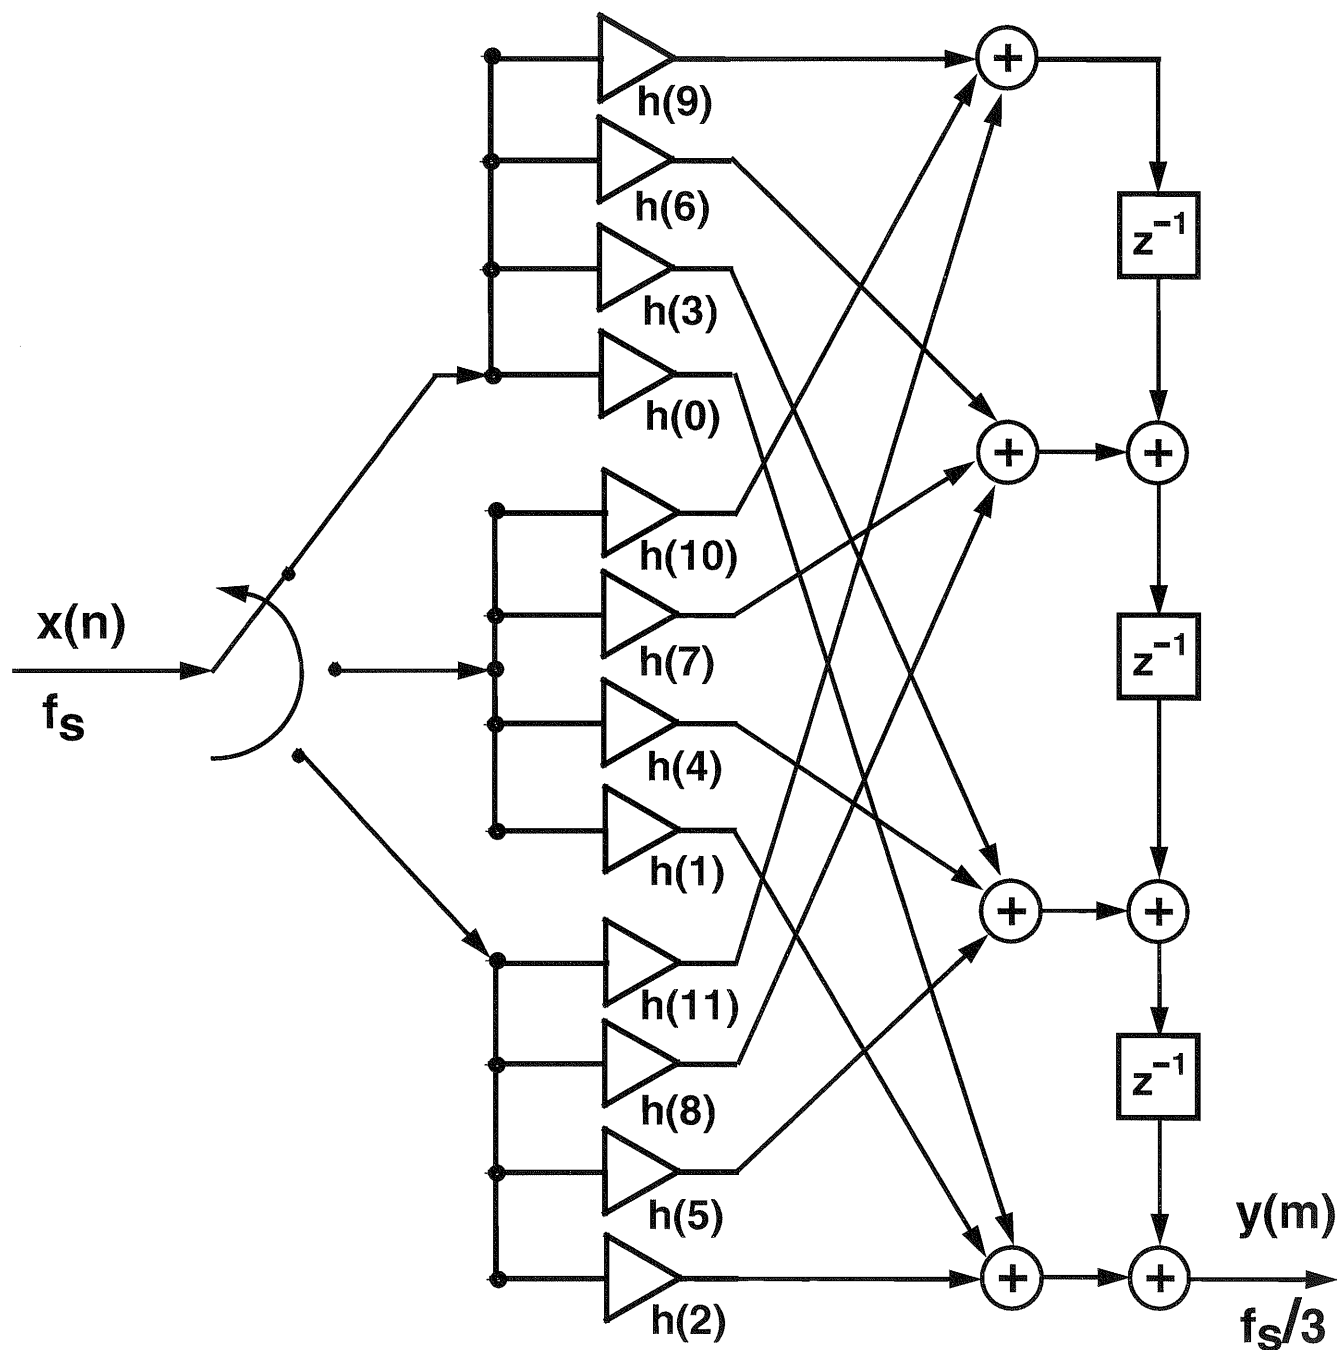 h(9)
+
h(6)
z⁻¹
h(3)
h(0)
+
+
h(10)
x(n)
h(7)
z⁻¹
fₛ
h(4)
h(1)
+
+
h(11)
h(8)
z⁻¹
h(5)
y(m)
+
+
h(2)
fₛ/3